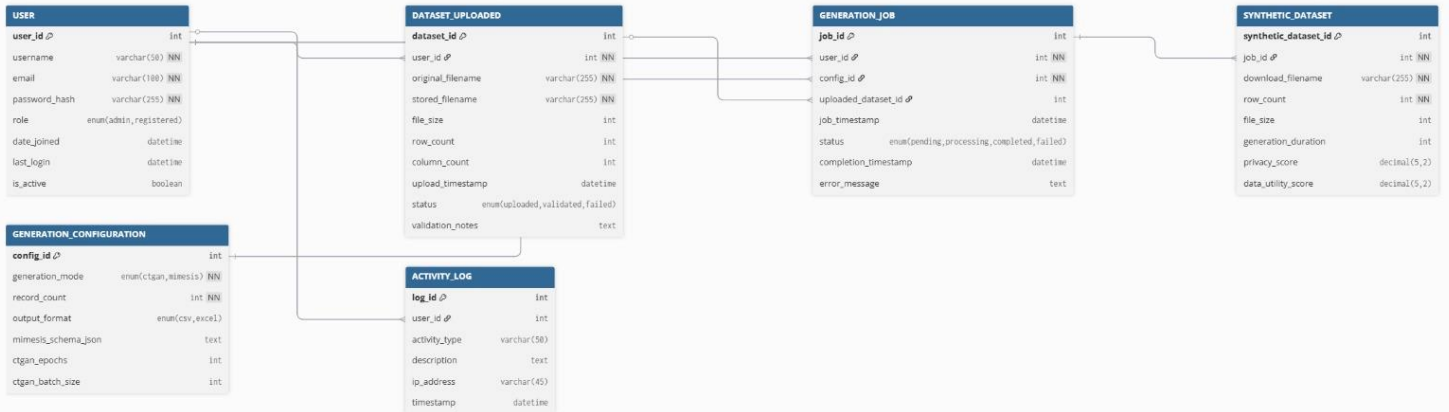 USER
user_id int
username varchar(50) NN
email varchar(100) NN
password_hash varchar(255) NN
role enum(admin,registered)
date_joined datetime
last_login datetime
is_active boolean
DATASET_UPLOADED
dataset_id int
user_id int NN
original_filename varchar(255) NN
stored_filename varchar(255) NN
file_size int
row_count int
column_count int
upload_timestamp datetime
status enum(uploaded,validated,failed)
validation_notes text
GENERATION_JOB
job_id int
user_id int NN
config_id int NN
uploaded_dataset_id int
job_timestamp datetime
status enum(pending,processing,completed,failed)
completion_timestamp datetime
error_message text
SYNTHETIC_DATASET
synthetic_dataset_id int
job_id int NN
download_filename varchar(255) NN
row_count int NN
file_size int
generation_duration int
privacy_score decimal(5,2)
data_utility_score decimal(5,2)
GENERATION_CONFIGURATION
config_id int
generation_mode enum(ctgan,mimesis) NN
record_count int NN
output_format enum(csv,excel)
mimesis_schema_json text
ctgan_epochs int
ctgan_batch_size int
ACTIVITY_LOG
log_id int
user_id int
activity_type varchar(50)
description text
ip_address varchar(45)
timestamp datetime